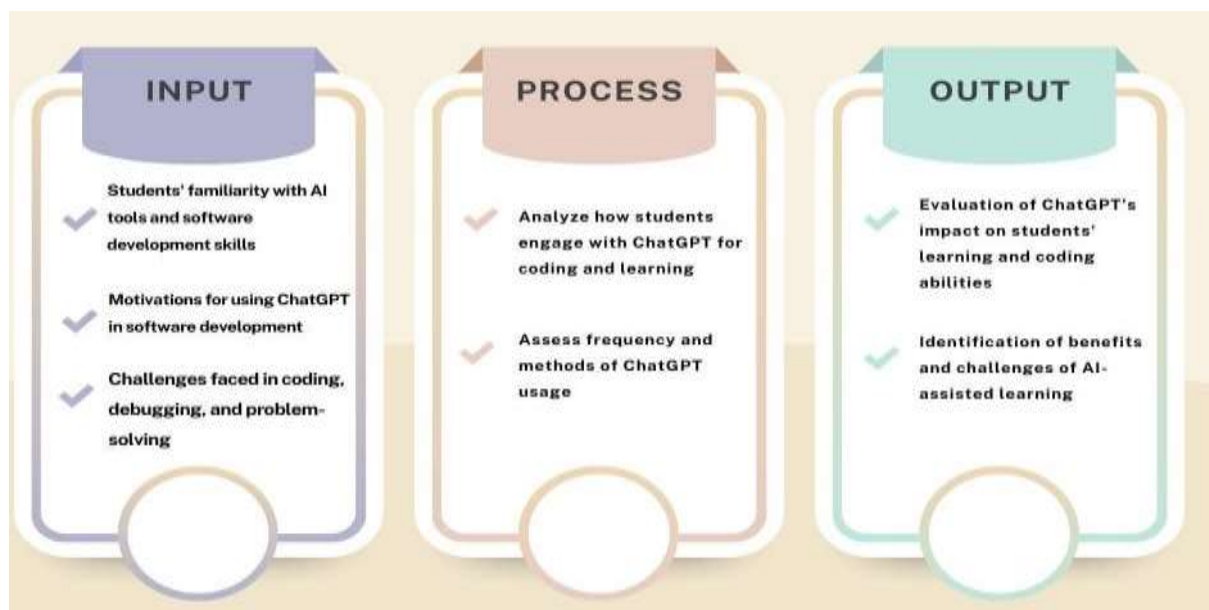 INPUT
Students' familiarity with AI
tools and software
development skills
Motivations for using ChatGPT
in software development
Challenges faced in coding,
debugging, and problem-
solving
PROCESS
Analyze how students
engage with ChatGPT for
coding and learning
Assess frequency and
methods of ChatGPT
usage
OUTPUT
Evaluation of ChatGPT's
impact on students'
learning and coding
abilities
Identification of benefits
and challenges of AI-
assisted learning